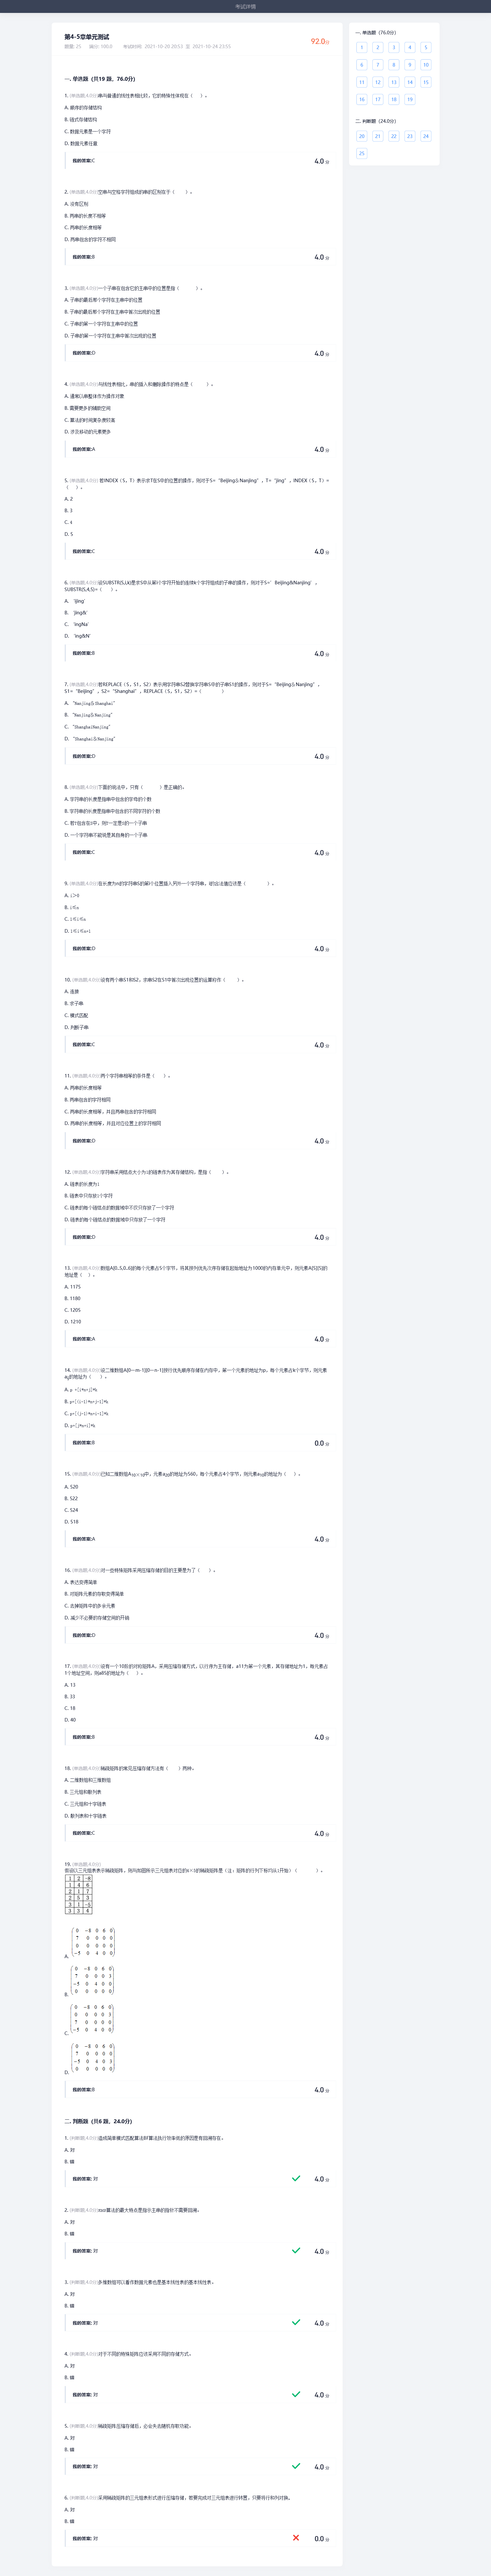 考试详情
第4-5章单元测试
题量: 25 满分: 100.0 考试时间: 2021-10-20 20:52 至 2021-10-24 23:55
92.0分
一. 单选题（共19 题，76.0分）
1. (单选题, 4.0分)串与普通的线性表相比较，它的特殊性体现在（ ）。
A. 顺序的存储结构
B. 链式存储结构
C. 数据元素是一个字符
D. 数据元素任意
我的答案:C 4.0 分
2. (单选题, 4.0分)空串与空格字符组成的串的区别在于（ ）。
A. 没有区别
B. 两串的长度不相等
C. 两串的长度相等
D. 两串包含的字符不相同
我的答案:B 4.0 分
3. (单选题, 4.0分)一个子串在包含它的主串中的位置是指（ ）。
A. 子串的最后那个字符在主串中的位置
B. 子串的最后那个字符在主串中首次出现的位置
C. 子串的第一个字符在主串中的位置
D. 子串的第一个字符在主串中首次出现的位置
我的答案:D 4.0 分
4. (单选题, 4.0分)与线性表相比，串的插入和删除操作的特点是（ ）。
A. 通常以串整体作为操作对象
B. 需要更多的辅助空间
C. 算法的时间复杂度较高
D. 涉及移动的元素更多
我的答案:A 4.0 分
5. (单选题, 4.0分) 若INDEX（S，T）表示求T在S中的位置的操作，则对于S=“Beijing＆Nanjing”，T=“jing”，INDEX（S，T）=
（ ）。
A. 2
B. 3
C. 4
D. 5
我的答案:C 4.0 分
6. (单选题, 4.0分)设SUBSTR(S,i,k)是求S中从第i个字符开始的连续k个字符组成的子串的操作，则对于S=’Beijing&Nanjing’，
SUBSTR(S,4,5)=（ ）。
A. ‘ijing’
B. ‘jing&’
C. ‘ingNa’
D. ‘ing&N’
我的答案:B 4.0 分
7. (单选题, 4.0分)若REPLACE（S，S1，S2）表示用字符串S2替换字符串S中的子串S1的操作，则对于S=“Beijing＆Nanjing”，
S1=“Beijing”，S2=“Shanghai”，REPLACE（S，S1，S2）=（ ）
A. “Nanjing＆Shanghai”
B. “Nanjing＆Nanjing”
C. “ShanghaiNanjing”
D. “Shanghai＆Nanjing”
我的答案:D 4.0 分
8. (单选题, 4.0分)下面的说法中，只有（ ）是正确的。
A. 字符串的长度是指串中包含的字母的个数
B. 字符串的长度是指串中包含的不同字符的个数
C. 若T包含在S中，则T一定是S的一个子串
D. 一个字符串不能说是其自身的一个子串
我的答案:C 4.0 分
9. (单选题, 4.0分)在长度为n的字符串S的第i个位置插入另外一个字符串，i的合法值应该是（ ）。
A. i＞0
B. i≤n
C. 1≤i≤n
D. 1≤i≤n+1
我的答案:D 4.0 分
10. (单选题, 4.0分)设有两个串S1和S2，求串S2在S1中首次出现位置的运算称作（ ）。
A. 连接
B. 求子串
C. 模式匹配
D. 判断子串
我的答案:C 4.0 分
11. (单选题, 4.0分)两个字符串相等的条件是（ ）。
A. 两串的长度相等
B. 两串包含的字符相同
C. 两串的长度相等，并且两串包含的字符相同
D. 两串的长度相等，并且对应位置上的字符相同
我的答案:D 4.0 分
12. (单选题, 4.0分)字符串采用结点大小为1的链表作为其存储结构，是指（ ）。
A. 链表的长度为1
B. 链表中只存放1个字符
C. 链表的每个链结点的数据域中不仅只存放了一个字符
D. 链表的每个链结点的数据域中只存放了一个字符
我的答案:D 4.0 分
13. (单选题, 4.0分)数组A[0..5,0..6]的每个元素占5个字节，将其按列优先次序存储在起始地址为1000的内存单元中，则元素A[5][5]的
地址是（ ）。
A. 1175
B. 1180
C. 1205
D. 1210
我的答案:A 4.0 分
14. (单选题, 4.0分)设二维数组A[0⋯m-1][0⋯n-1]按行优先顺序存储在内存中，第一个元素的地址为p，每个元素占k个字节，则元素
aij的地址为（ ）。
A. p +[i*n+j]*k
B. p+[(i-1)*n+j-1]*k
C. p+[(j-1)*n+i-1]*k
D. p+[j*n+i]*k
我的答案:B 0.0 分
15. (单选题, 4.0分)已知二维数组A10×10中，元素a20的地址为560，每个元素占4个字节，则元素a10的地址为（ ）。
A. 520
B. 522
C. 524
D. 518
我的答案:A 4.0 分
16. (单选题, 4.0分)对一些特殊矩阵采用压缩存储的目的主要是为了（ ）。
A. 表达变得简单
B. 对矩阵元素的存取变得简单
C. 去掉矩阵中的多余元素
D. 减少不必要的存储空间的开销
我的答案:D 4.0 分
17. (单选题, 4.0分)设有一个10阶的对称矩阵A，采用压缩存储方式，以行序为主存储，a11为第一个元素，其存储地址为1，每元素占
1个地址空间，则a85的地址为（ ）。
A. 13
B. 33
C. 18
D. 40
我的答案:B 4.0 分
18. (单选题, 4.0分)稀疏矩阵的常见压缩存储方法有（ ）两种。
A. 二维数组和三维数组
B. 三元组和散列表
C. 三元组和十字链表
D. 散列表和十字链表
我的答案:C 4.0 分
19. (单选题, 4.0分)
假设以三元组表表示稀疏矩阵，则与如图所示三元组表对应的4×5的稀疏矩阵是（注：矩阵的行列下标均从1开始）（ ）。
1 2 -8
1 4 6
2 1 7
2 5 3
3 1 -5
3 3 4
0 -8 0 6 0
7 0 0 0 0
0 0 0 0 0
A. -5 0 4 0 0
0 -8 0 6 0
7 0 0 0 3
-5 0 4 0 0
B. 0 0 0 0 0
0 -8 0 6 0
0 0 0 0 3
7 0 0 0 0
C. -5 0 4 0 0
0 -8 0 6 0
7 0 0 0 0
-5 0 4 0 3
D. 0 0 0 0 0
我的答案:B 4.0 分
二. 判断题（共6 题，24.0分）
1. (判断题, 4.0分)造成简单模式匹配算法BF算法执行效率低的原因是有回溯存在。
A. 对
B. 错
我的答案: 对 4.0 分
2. (判断题, 4.0分)KMP算法的最大特点是指示主串的指针不需要回溯。
A. 对
B. 错
我的答案: 对 4.0 分
3. (判断题, 4.0分)多维数组可以看作数据元素也是基本线性表的基本线性表。
A. 对
B. 错
我的答案: 对 4.0 分
4. (判断题, 4.0分)对于不同的特殊矩阵应该采用不同的存储方式。
A. 对
B. 错
我的答案: 对 4.0 分
5. (判断题, 4.0分)稀疏矩阵压缩存储后，必会失去随机存取功能。
A. 对
B. 错
我的答案: 对 4.0 分
6. (判断题, 4.0分)采用稀疏矩阵的三元组表形式进行压缩存储，若要完成对三元组表进行转置，只要将行和列对换。
A. 对
B. 错
我的答案: 对 0.0 分
一. 单选题（76.0分）
1 2 3 4 5
6 7 8 9 10
11 12 13 14 15
16 17 18 19
二. 判断题（24.0分）
20 21 22 23 24
25